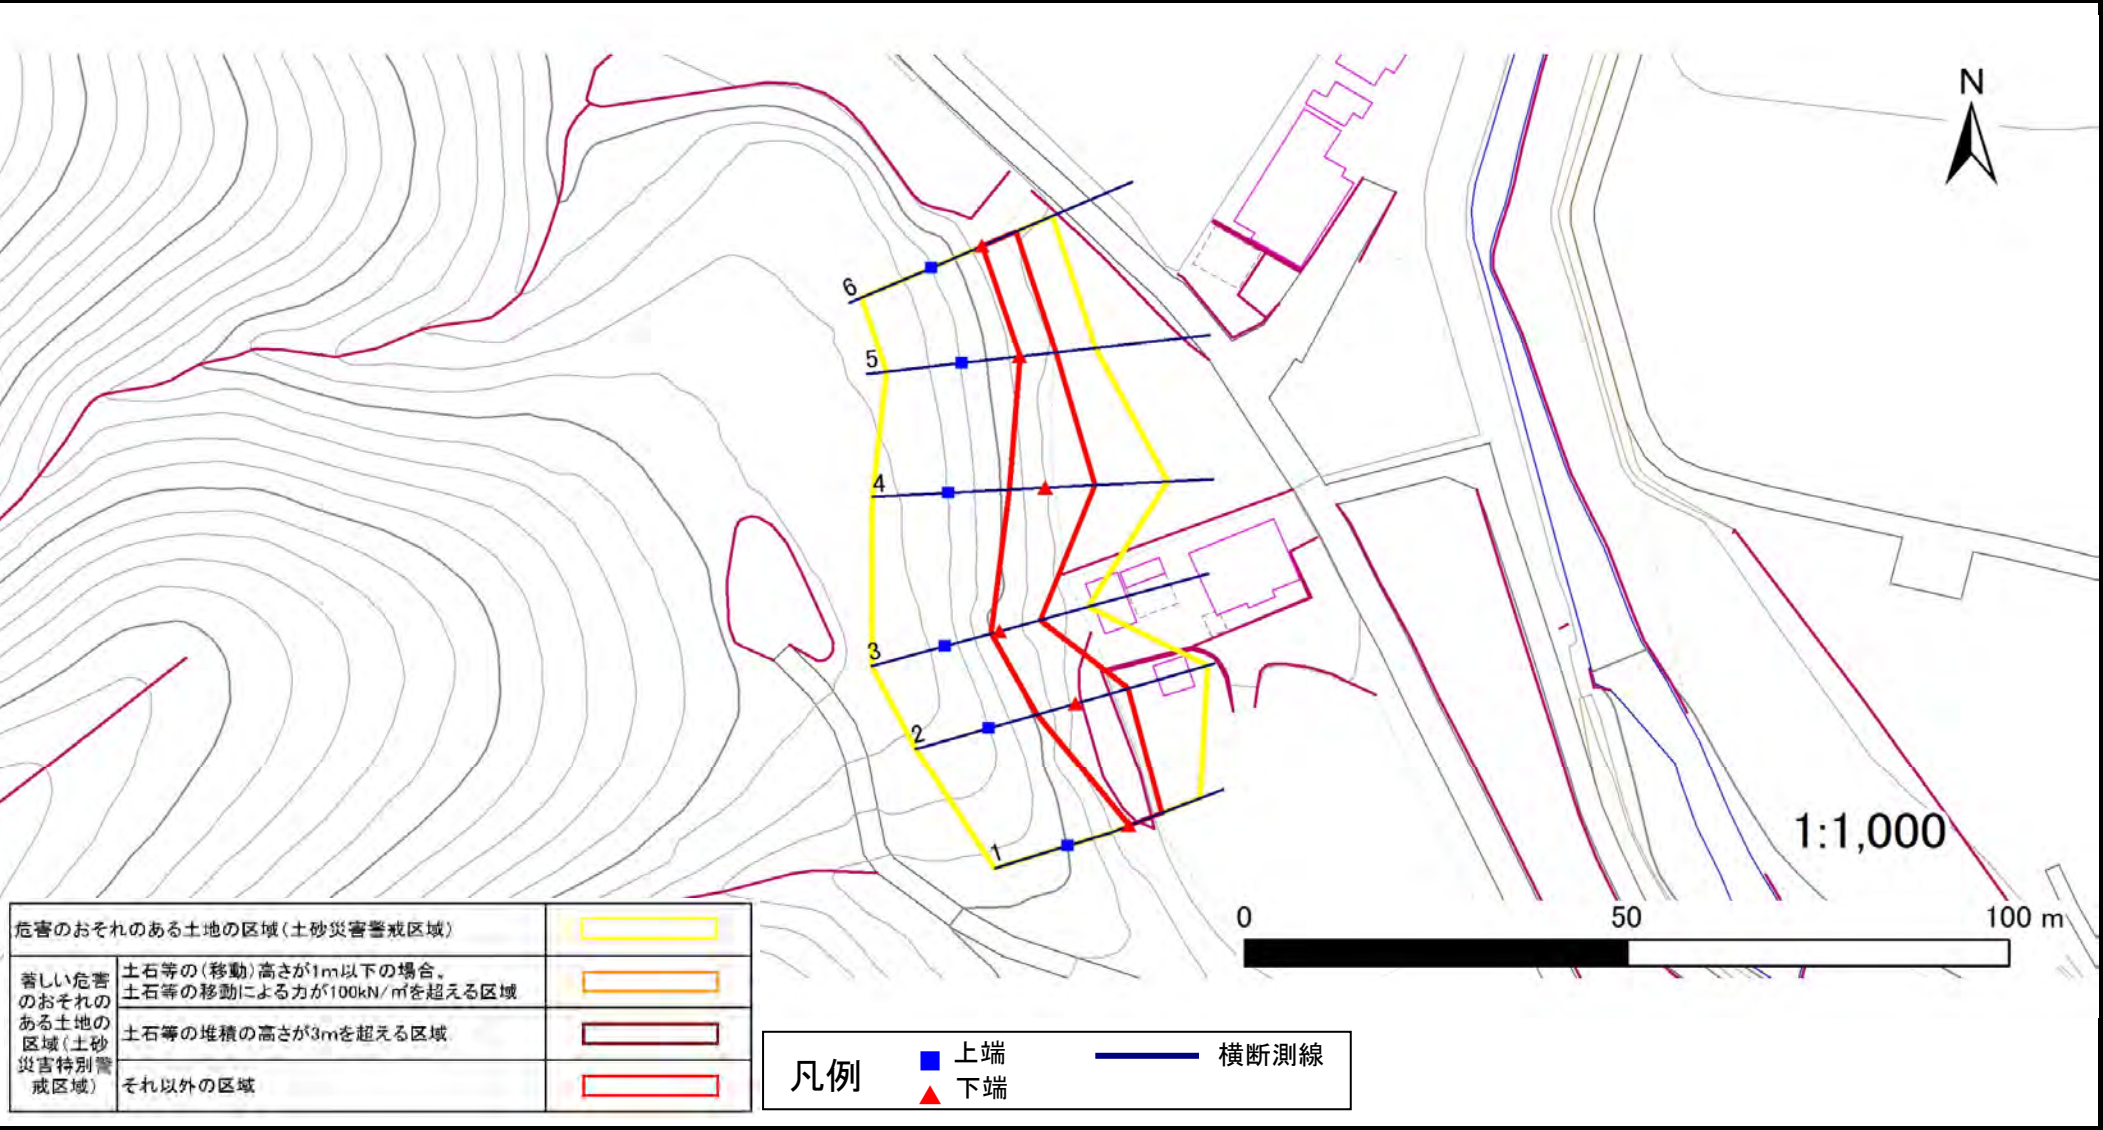 N
6
5
4
3
2
1
1:1,000
0 50 100 m
危害のおそれのある土地の区域(土砂災害警戒区域)
著しい危害
のおそれの
ある土地の
区域(土砂
災害特別警
戒区域)
土石等の(移動)高さが1m以下の場合、
土石等の移動による力が100kN/㎡を超える区域
土石等の堆積の高さが3mを超える区域
それ以外の区域
凡例
上端
下端
横断測線